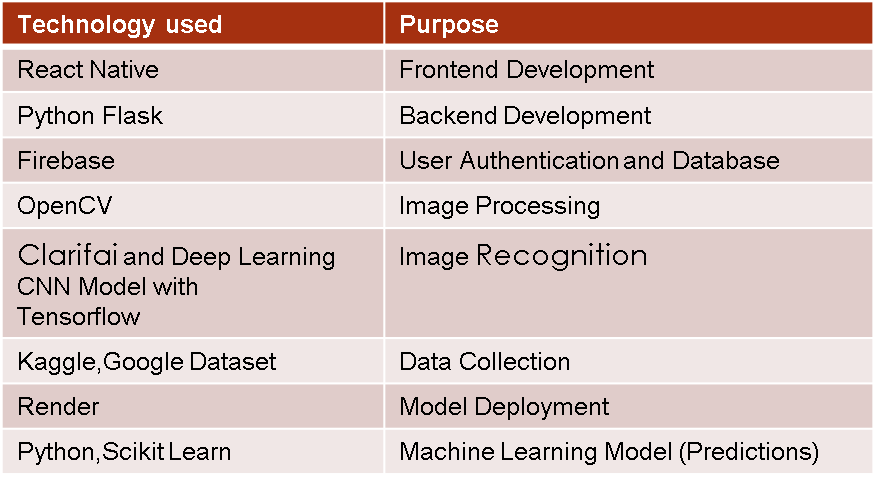 Technology used Purpose
React Native Frontend Development
Python Flask Backend Development
Firebase User Authentication and Database
OpenCV Image Processing
Clarifai and Deep Learning Image Recognition
CNN Model with
Tensorflow
Kaggle,Google Dataset Data Collection
Render Model Deployment
Python,Scikit Learn Machine Learning Model (Predictions)